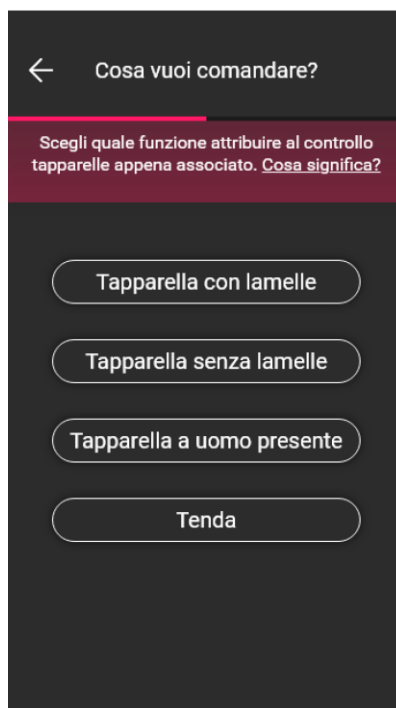 Cosa vuoi comandare?
Scegli quale funzione attribuire al controllo
tapparelle appena associato. Cosa significa?
Tapparella con lamelle
Tapparella senza lamelle
Tapparella a uomo presente
Tenda